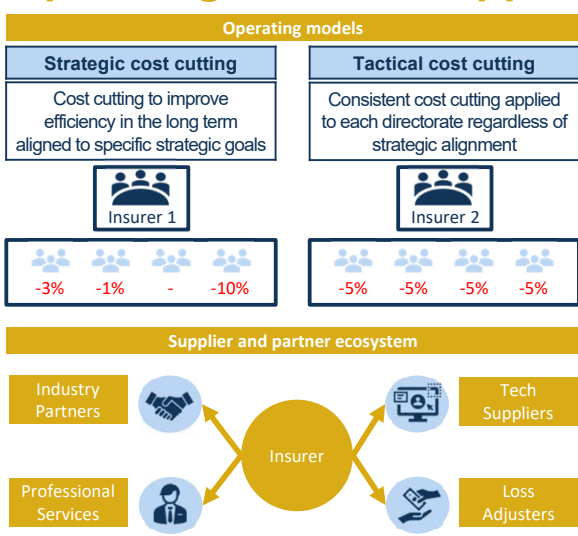 Operating models
Strategic cost cutting
Tactical cost cutting
Cost cutting to improve
efficiency in the long term
aligned to specific strategic goals
Consistent cost cutting applied
to each directorate regardless of
strategic alignment
Insurer 1
Insurer 2
-3% -1% - -10%
-5% -5% -5% -5%
Supplier and partner ecosystem
Industry
Partners
Tech
Suppliers
Insurer
Professional
Services
Loss
Adjusters